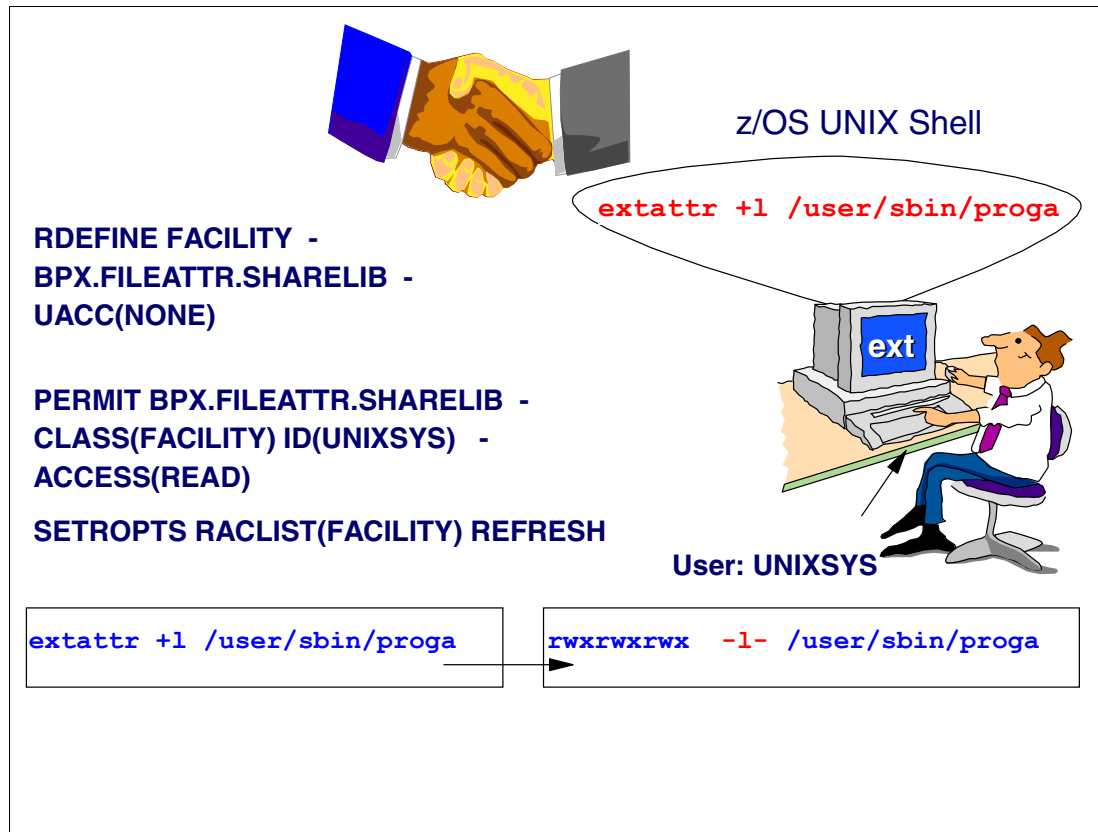 z/OS UNIX Shell
extattr +l /user/sbin/proga
RDEFINE FACILITY -
BPX.FILEATTR.SHARELIB -
UACC(NONE)
ext
PERMIT BPX.FILEATTR.SHARELIB -
CLASS(FACILITY) ID(UNIXSYS) -
ACCESS(READ)
SETROPTS RACLIST(FACILITY) REFRESH
User: UNIXSYS
extattr +l /user/sbin/proga
rwxrwxrwx -l- /user/sbin/proga